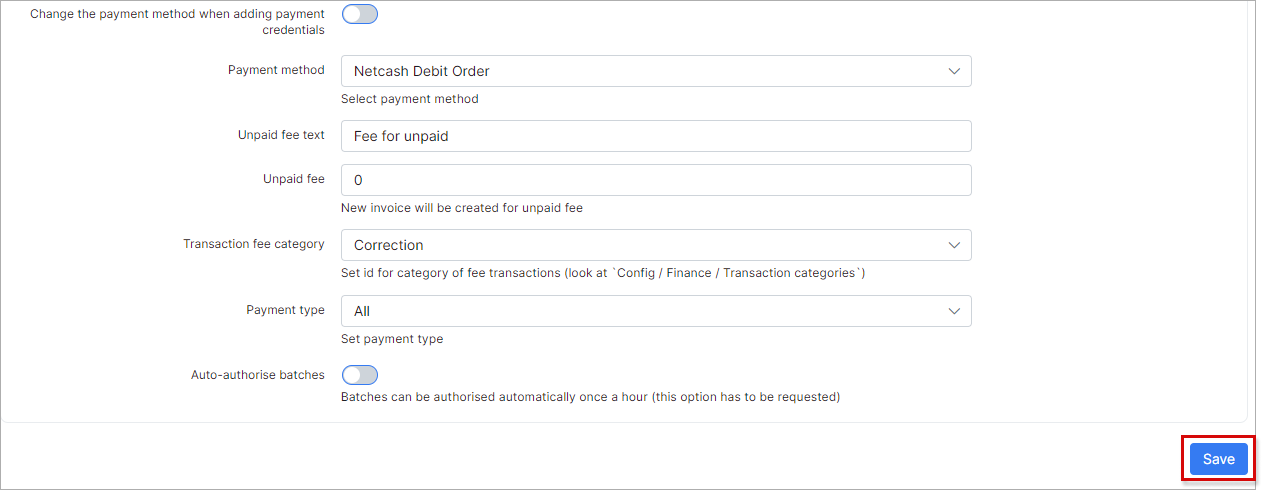 Change the payment method when adding payment
credentials
Payment method
Netcash Debit Order
Select payment method
Unpaid fee text
Fee for unpaid
Unpaid fee
0
New invoice will be created for unpaid fee
Transaction fee category
Correction
Set id for category of fee transactions (look at `Config / Finance / Transaction categories`)
Payment type
All
Set payment type
Auto-authorise batches
Batches can be authorised automatically once a hour (this option has to be requested)
Save